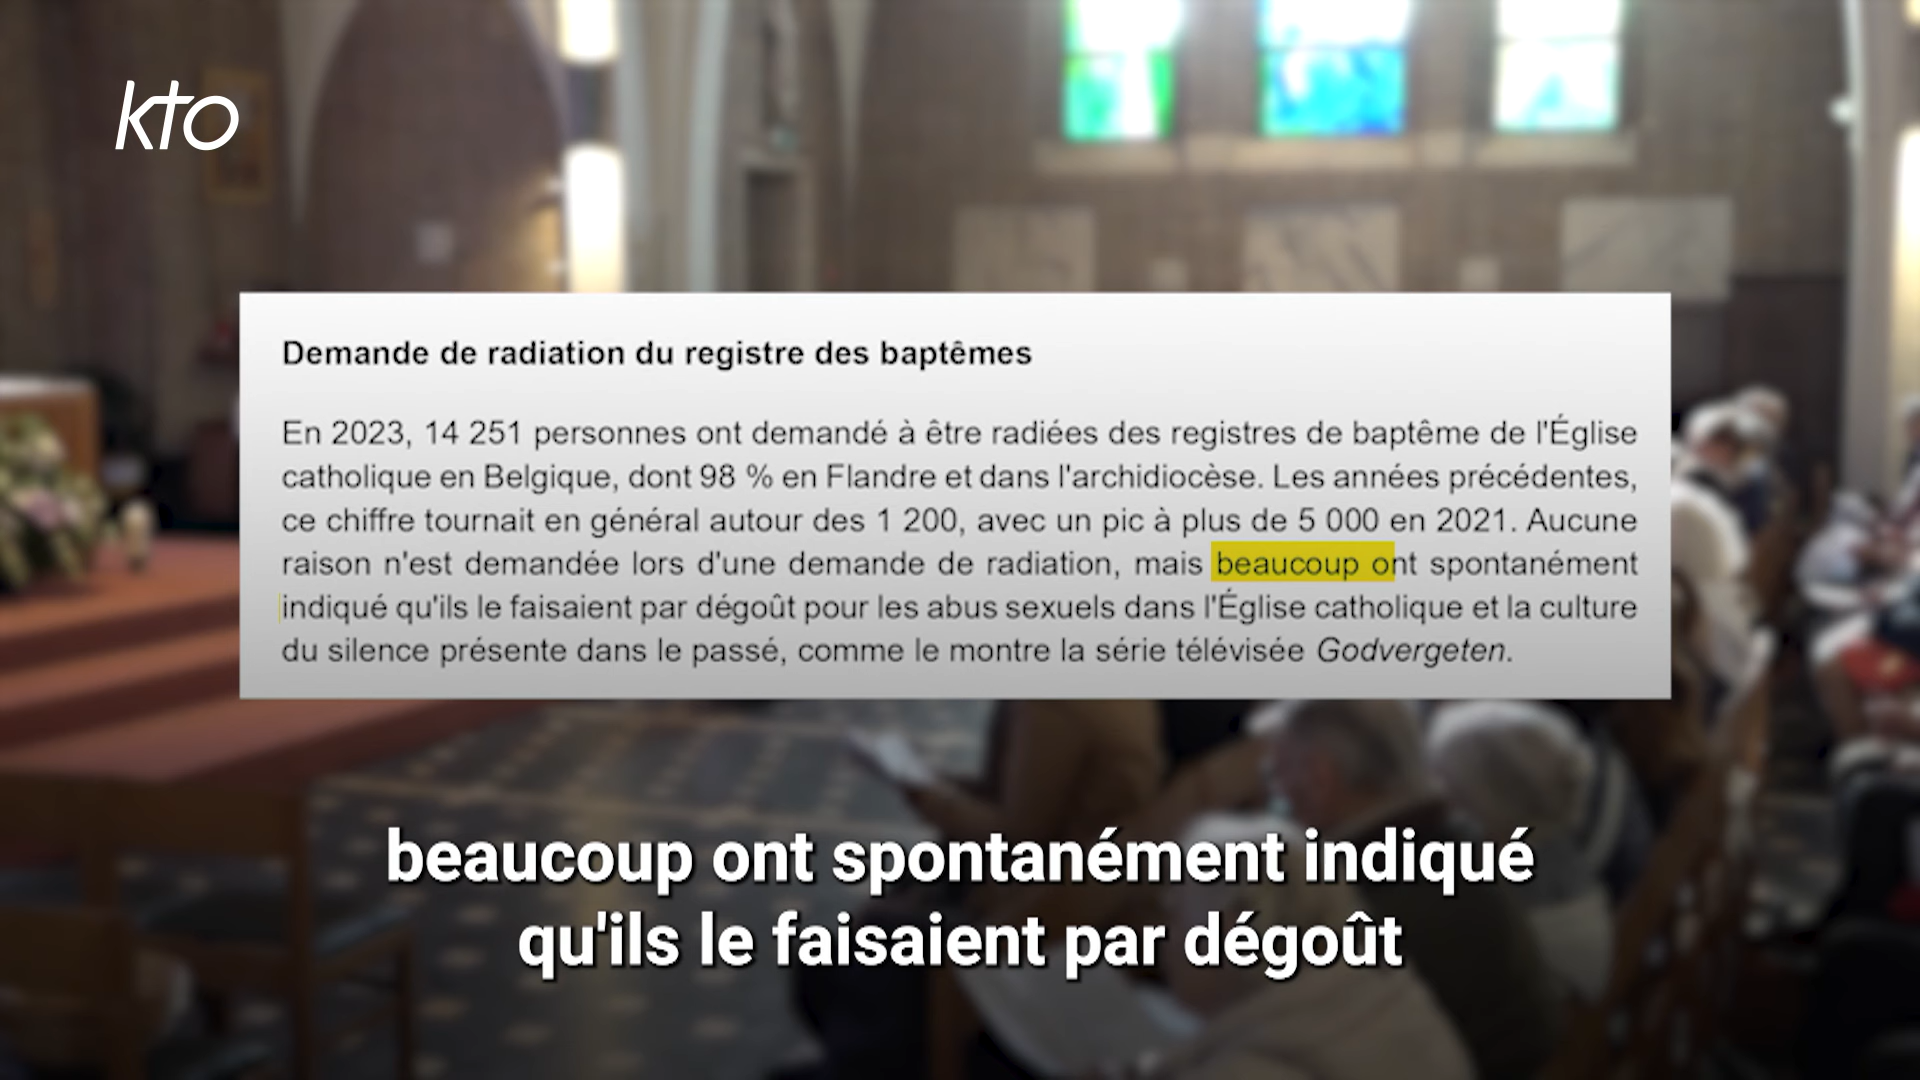 kto
Demande de radiation du registre des baptêmes
En 2023, 14 251 personnes ont demandé à être radiées des registres de baptême de l'Église
catholique en Belgique, dont 98 % en Flandre et dans l'archidiocèse. Les années précédentes,
ce chiffre tournait en général autour des 1 200, avec un pic à plus de 5 000 en 2021. Aucune
raison n'est demandée lors d'une demande de radiation, mais beaucoup ont spontanément
indiqué qu'ils le faisaient par dégoût pour les abus sexuels dans l'Église catholique et la culture
du silence présente dans le passé, comme le montre la série télévisée Godvergeten.
beaucoup ont spontanément indiqué
qu'ils le faisaient par dégoût